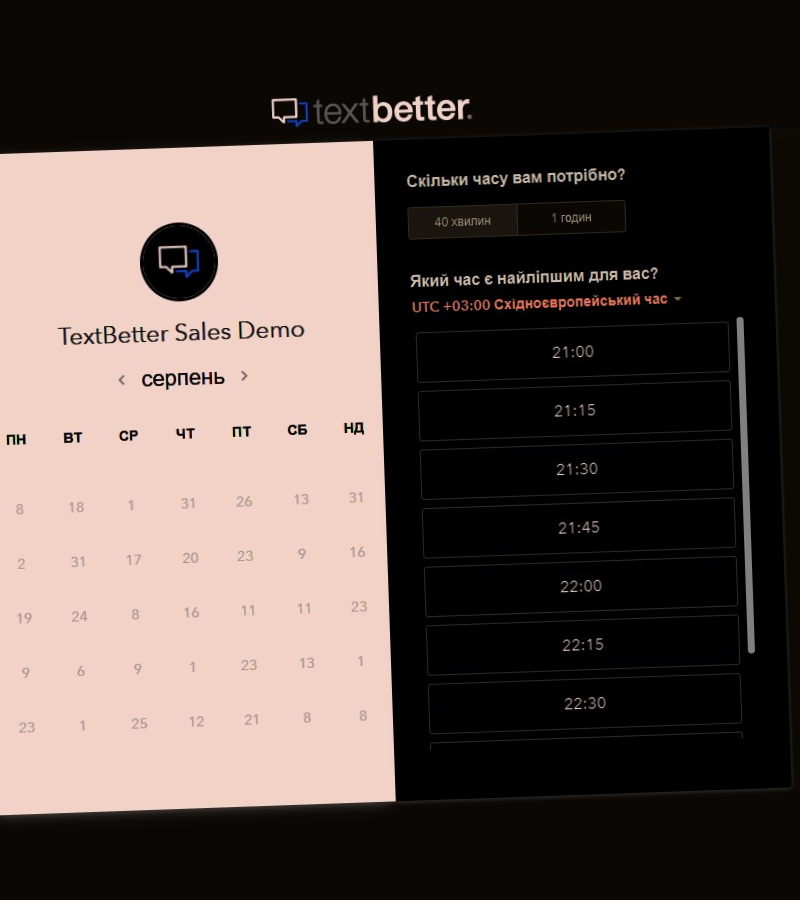 textbetter.
TextBetter Sales Demo
серпень
ПН ВТ СР ЧТ ПТ СБ НД
8 18 1 31 26 13 31
2 31 17 20 23 9 16
19 24 8 16 11 11 23
9 6 9 1 23 13 1
23 1 25 12 21 8 8
Скільки часу вам потрібно?
40 хвилин 1 годин
Який час є найліпшим для вас?
UTC +03:00 Східноєвропейський час
21:00
21:15
21:30
21:45
22:00
22:15
22:30